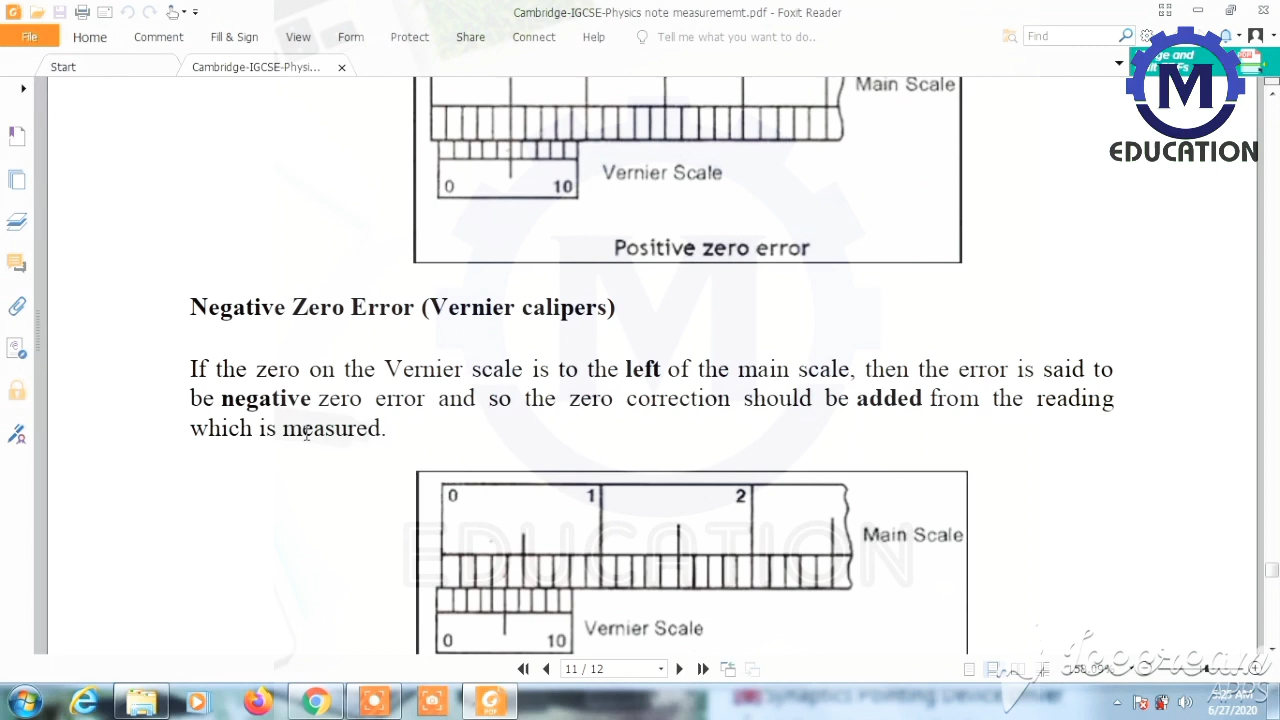 Cambridge-IGCSE-Physics note measurememt.pdf - Foxit Reader
File Home Comment Fill & Sign View Form Protect Share Connect Help Tell me what you want to do.. Find
Start Cambridge-IGCSE-Physi...
M
EDUCATION
Main Scale
Vernier Scale
0 10
Positive zero error
Negative Zero Error (Vernier calipers)
If the zero on the Vernier scale is to the left of the main scale, then the error is said to
be negative zero error and so the zero correction should be added from the reading
which is measured.
0 1 2
Main Scale
EDUCATION
Vernier Scale
0 10
11 / 12
APPS
6/27/2020